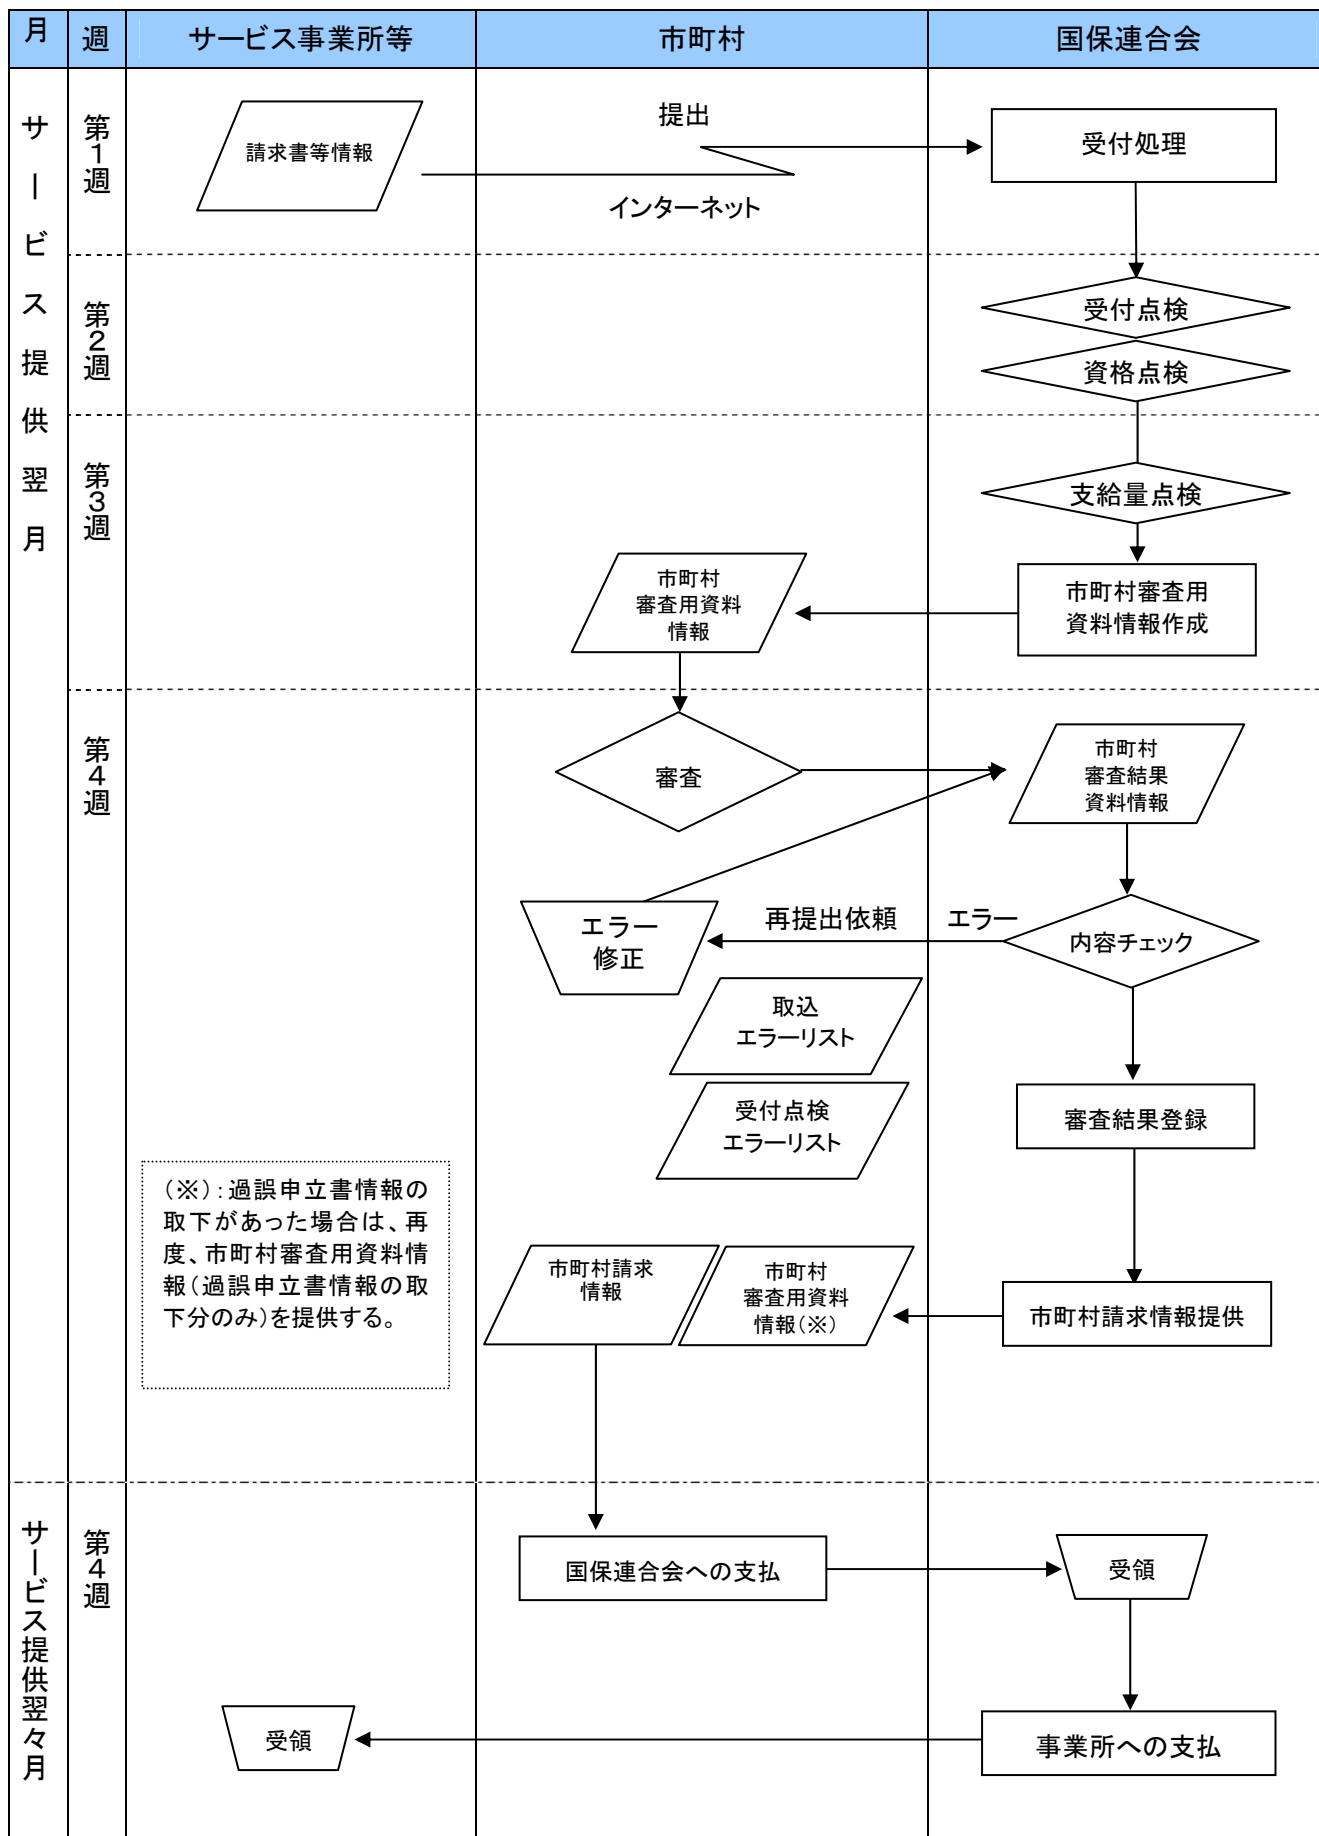 月 週 サービス事業所等 市町村 国保連合会
サービス提供翌月
第1週
請求書等情報
提出
インターネット
受付処理
第2週
受付点検
資格点検
第3週
支給量点検
市町村
審査用資料
情報
市町村審査用
資料情報作成
第4週
審査
市町村
審査結果
資料情報
エラー
修正
再提出依頼
エラー
内容チェック
取込
エラーリスト
受付点検
エラーリスト
審査結果登録
(※):過誤申立書情報の
取下があった場合は、再
度、市町村審査用資料情
報(過誤申立書情報の取
下分のみ)を提供する。
市町村請求
情報
市町村
審査用資料
情報(※)
市町村請求情報提供
サービス提供翌々月
第4週
国保連合会への支払
受領
受領
事業所への支払